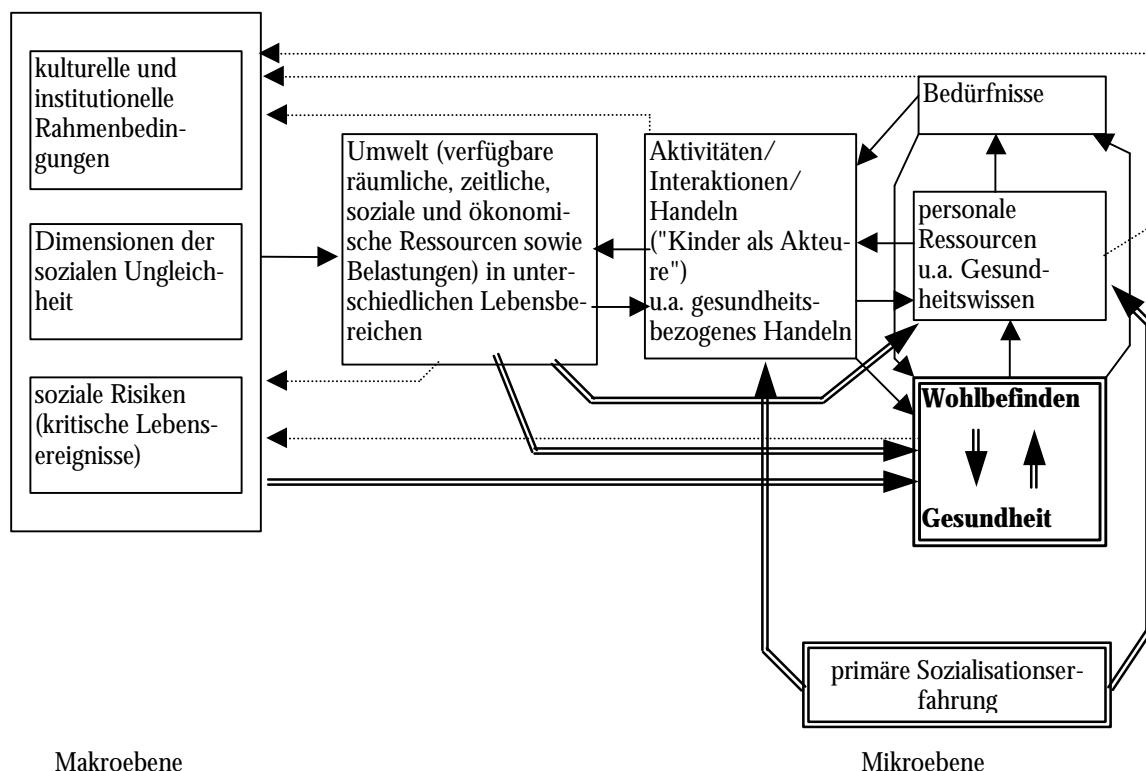 kulturelle und
institutionelle
Rahmenbedin-
gungen
Dimensionen der
sozialen Ungleich-
heit
soziale Risiken
(kritische Lebens-
ereignisse)
Umwelt (verfügbare
räumliche, zeitliche,
soziale und ökonomi-
sche Ressourcen sowie
Belastungen) in unter-
schiedlichen Lebensbe-
reichen
Aktivitäten/
Interaktionen/
Handeln
("Kinder als Akteu-
re")
u.a. gesundheits-
bezogenes Handeln
Bedürfnisse
personale
Ressourcen
u.a. Gesund-
heitswissen
Wohlbefinden
Gesundheit
primäre Sozialisationser-
fahrung
Makroebene
Mikroebene